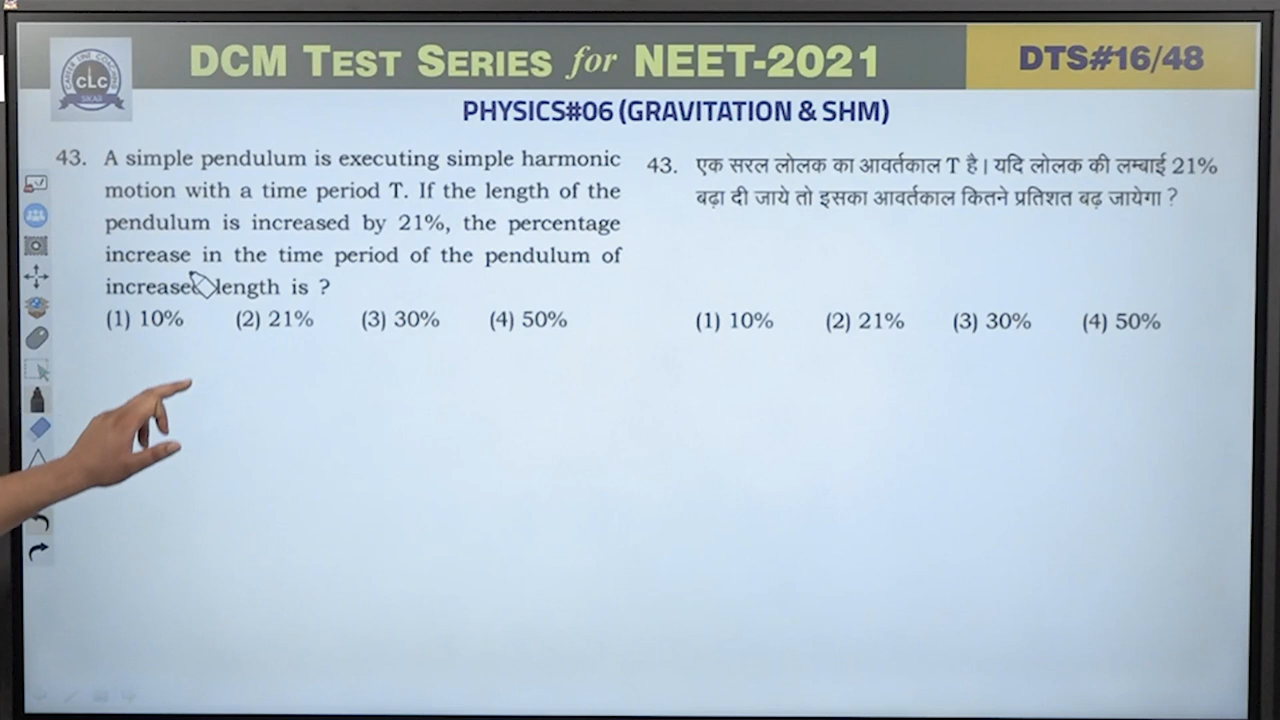 DCM TEST SERIES for NEET-2021
DTS#16/48
CLC
SIKAR
PHYSICS#06 (GRAVITATION & SHM)
43. A simple pendulum is executing simple harmonic
motion with a time period T. If the length of the
pendulum is increased by 21%, the percentage
increase in the time period of the pendulum of
increased length is ?
(1) 10% (2) 21% (3) 30% (4) 50%
43. एक सरल लोलक का आवर्तकाल T है। यदि लोलक की लम्बाई 21%
बढ़ा दी जाये तो इसका आवर्तकाल कितने प्रतिशत बढ़ जायेगा ?
(1) 10% (2) 21% (3) 30% (4) 50%